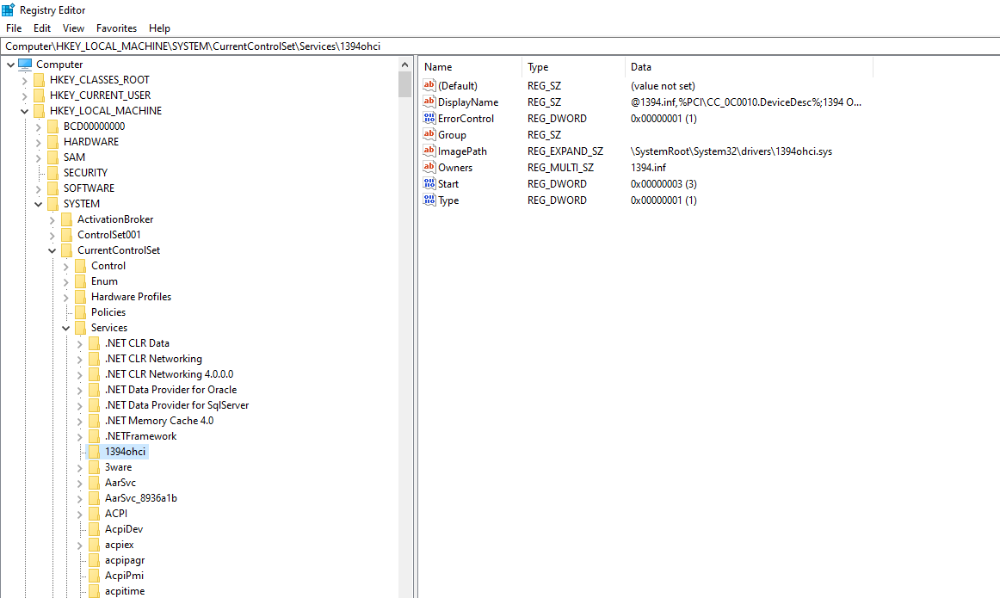 Registry Editor
File Edit View Favorites Help
Computer\HKEY_LOCAL_MACHINE\SYSTEM\CurrentControlSet\Services\1394ohci
Computer
HKEY_CLASSES_ROOT
HKEY_CURRENT_USER
HKEY_LOCAL_MACHINE
BCD00000000
HARDWARE
SAM
SECURITY
SOFTWARE
SYSTEM
ActivationBroker
ControlSet001
CurrentControlSet
Control
Enum
Hardware Profiles
Policies
Services
.NET CLR Data
.NET CLR Networking
.NET CLR Networking 4.0.0.0
.NET Data Provider for Oracle
.NET Data Provider for SqlServer
.NET Memory Cache 4.0
.NETFramework
1394ohci
3ware
AarSvc
AarSvc_8936a1b
ACPI
AcpiDev
acpiex
acpipagr
AcpiPmi
acpitime
Name Type Data
(Default) REG_SZ (value not set)
DisplayName REG_SZ @1394.inf,%PCI\CC_0C0010.DeviceDesc%;1394 O...
ErrorControl REG_DWORD 0x00000001 (1)
Group REG_SZ
ImagePath REG_EXPAND_SZ \SystemRoot\System32\drivers\1394ohci.sys
Owners REG_MULTI_SZ 1394.inf
Start REG_DWORD 0x00000003 (3)
Type REG_DWORD 0x00000001 (1)